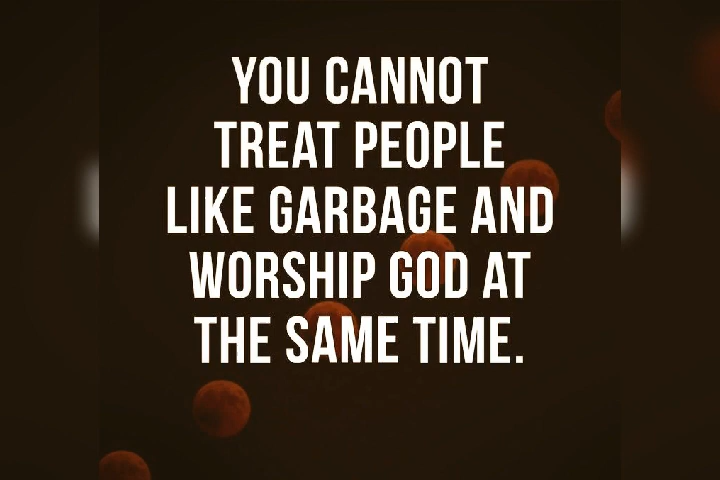 YOU CANNOT
TREAT PEOPLE
LIKE GARBAGE AND
WORSHIP GOD AT
THE SAME TIME.